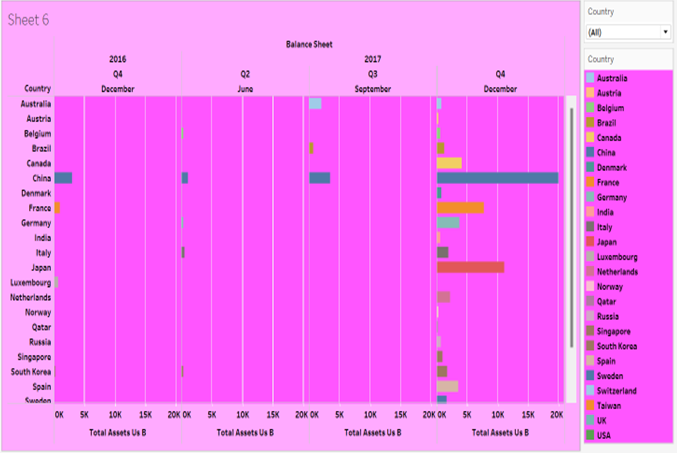 Sheet 6
Balance Sheet
2016 2017
Q4 Q2 Q3 Q4
Country December June September December
Australia
Austria
Belgium
Brazil
Canada
China
Denmark
France
Germany
India
Italy
Japan
Luxembourg
Netherlands
Norway
Qatar
Russia
Singapore
South Korea
Spain
Sweden
0K 5K 10K 15K 20K 0K 5K 10K 15K 20K 0K 5K 10K 15K 20K 0K 5K 10K 15K 20K
Total Assets Us B Total Assets Us B Total Assets Us B Total Assets Us B
Country
(All)
Country
Australia
Austria
Belgium
Brazil
Canada
China
Denmark
France
Germany
India
Italy
Japan
Luxembourg
Netherlands
Norway
Qatar
Russia
Singapore
South Korea
Spain
Sweden
Switzerland
Taiwan
UK
USA